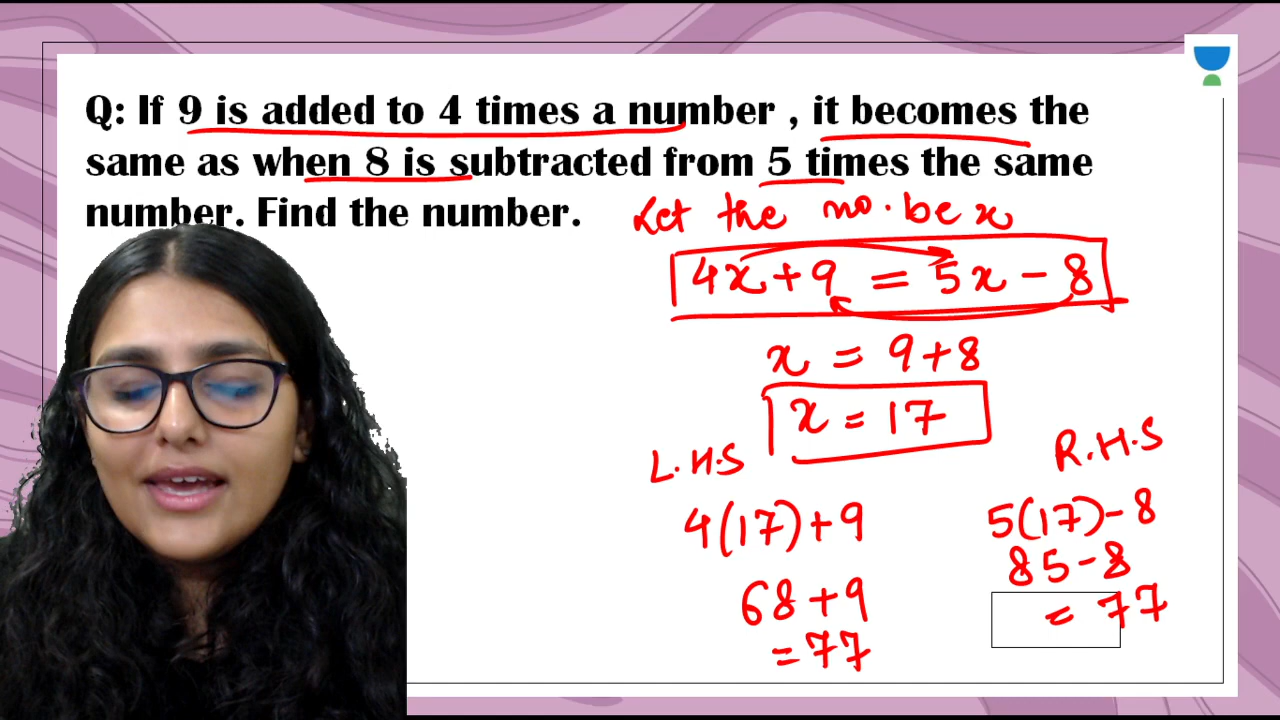 Q: If 9 is added to 4 times a number , it becomes the
same as when 8 is subtracted from 5 times the same
number. Find the number.
Let the no. be x
4x+9 = 5x-8
x = 9+8
x = 17
L.H.S
R.H.S
4(17)+9
5(17)-8
85-8
68+9
= 77
=77